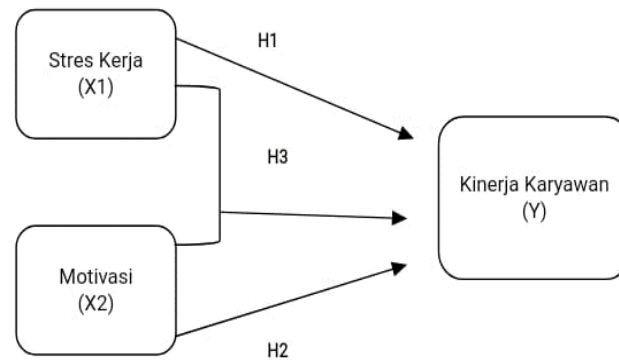 Stres Kerja
(X1)
H1
H3
Kinerja Karyawan
(Y)
Motivasi
(X2)
H2